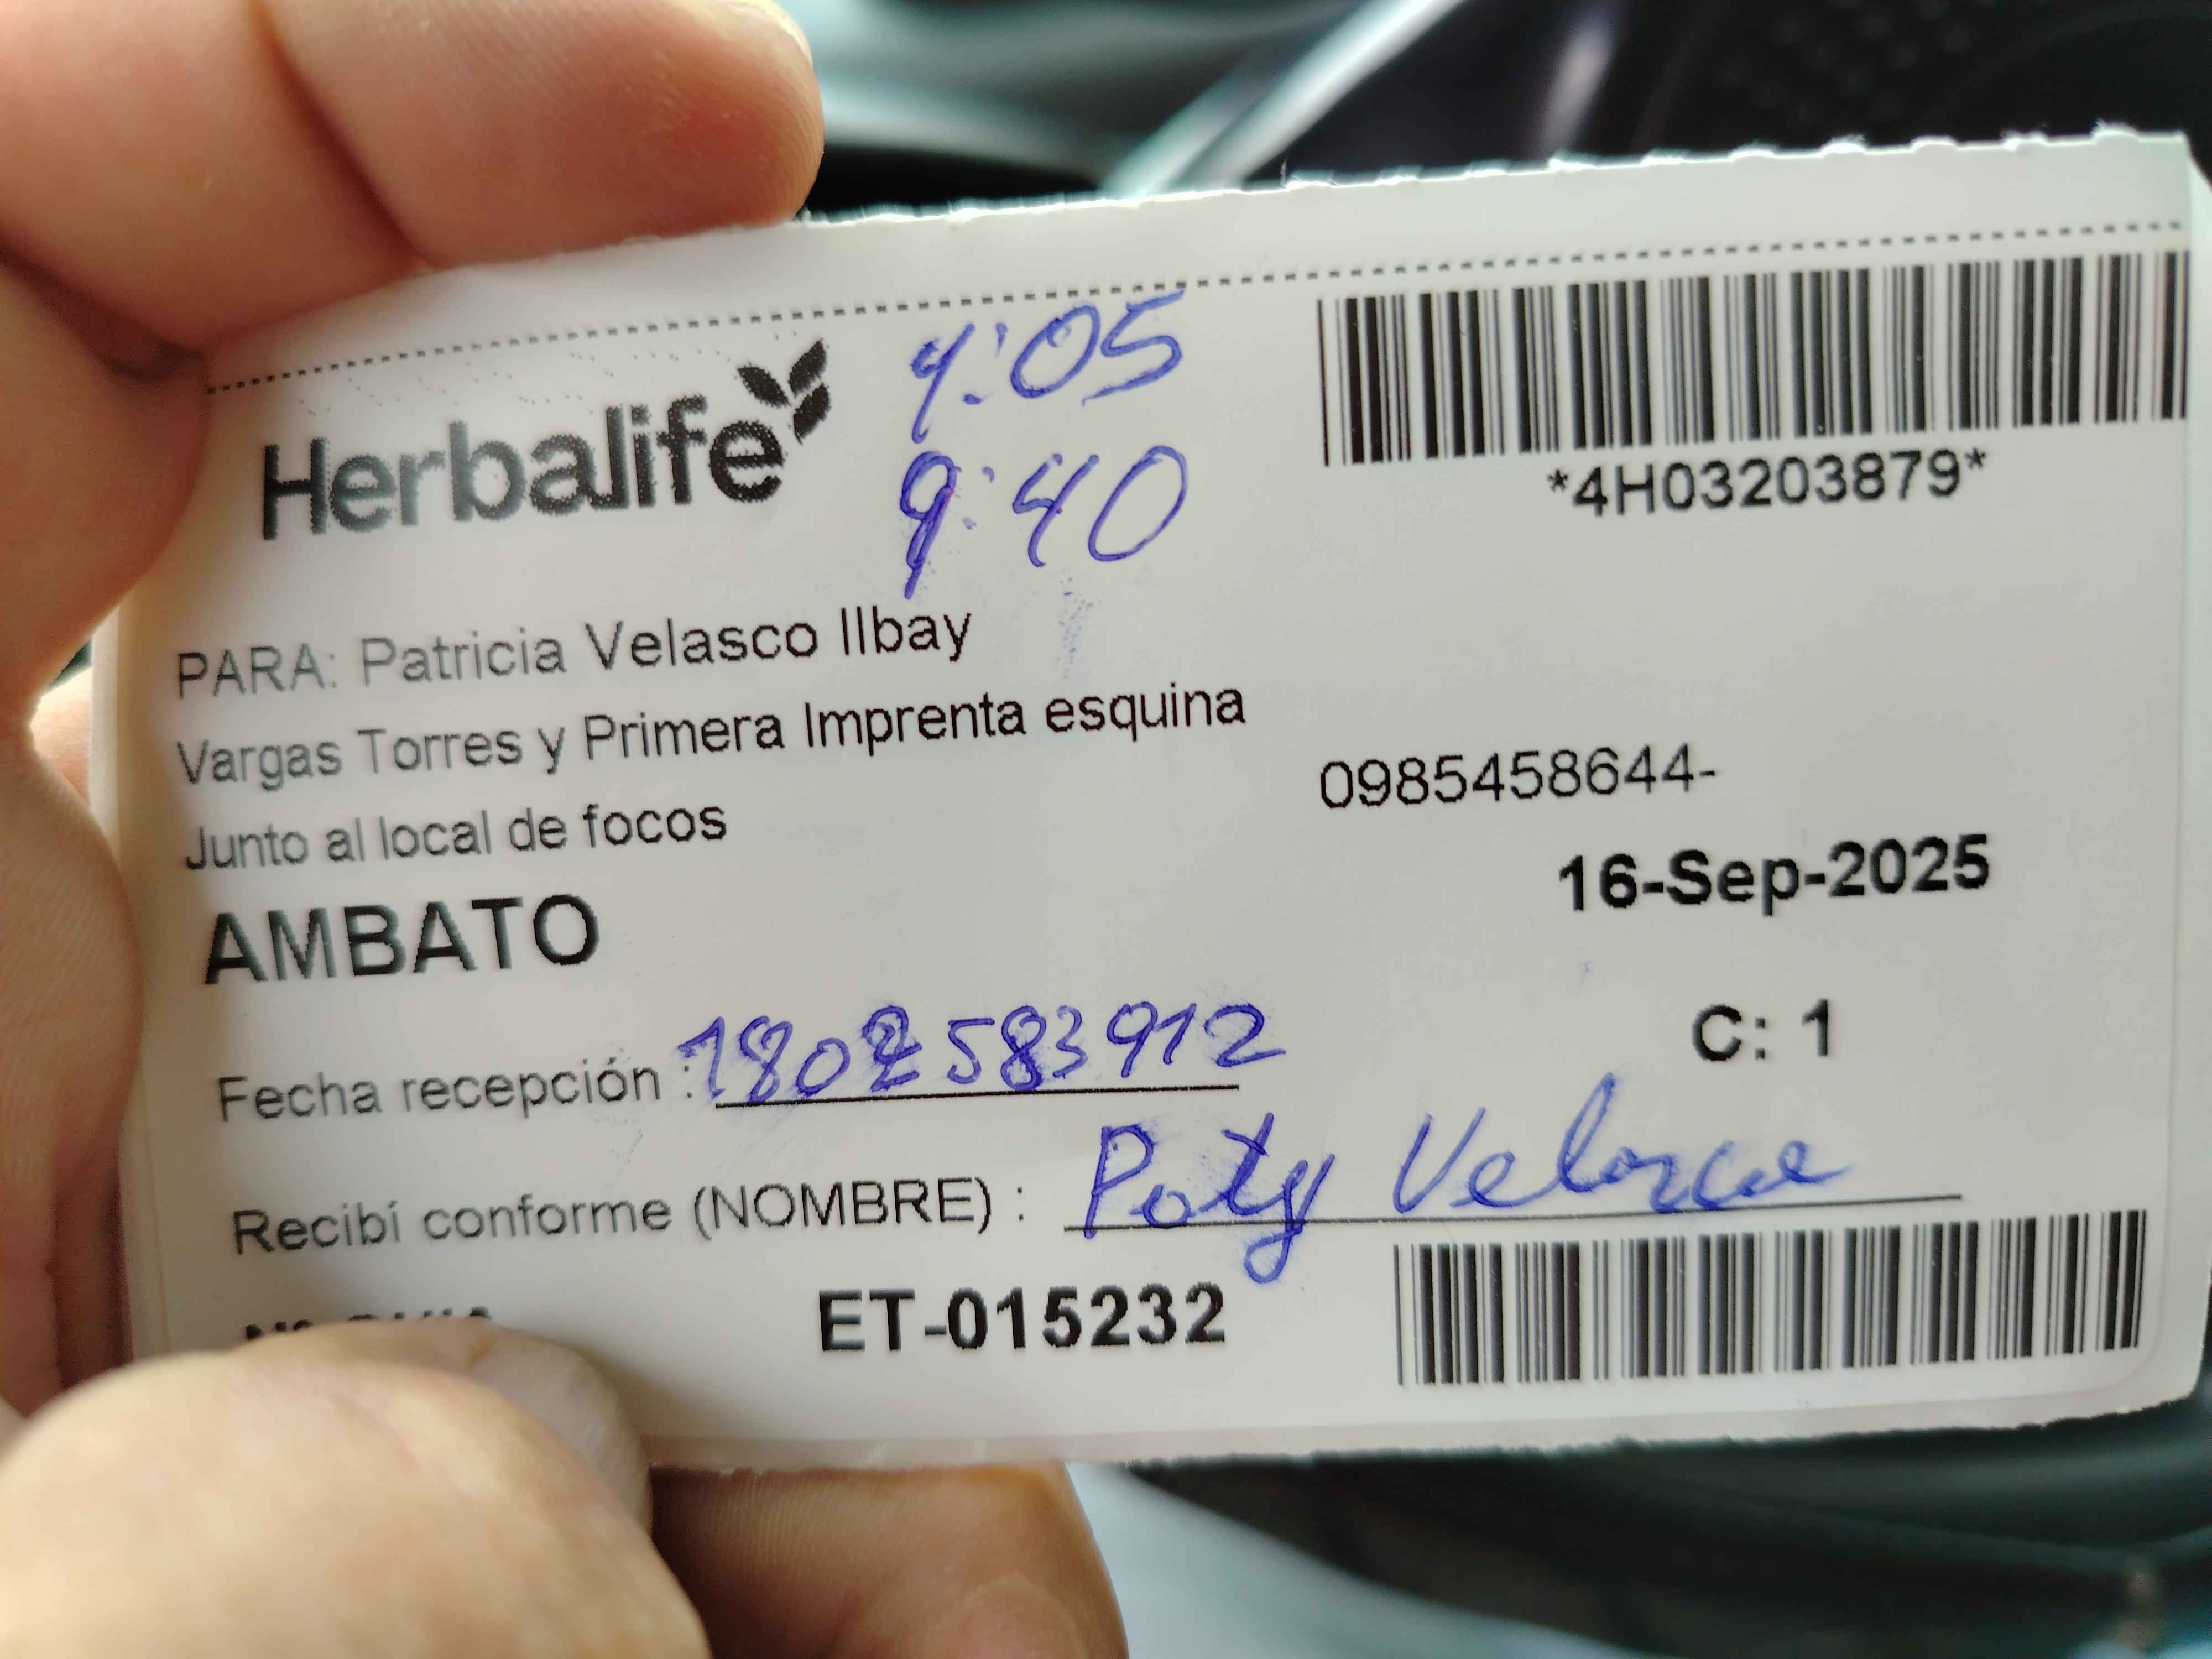 Herbalife
9:05
9:40
*4H03203879*
PARA: Patricia Velasco Ilbay
Vargas Torres y Primera Imprenta esquina
Junto al local de focos
0985458644-
AMBATO
16-Sep-2025
C: 1
Fecha recepción : 1802583912
Recibí conforme (NOMBRE) : Paty Velasco
ET-015232